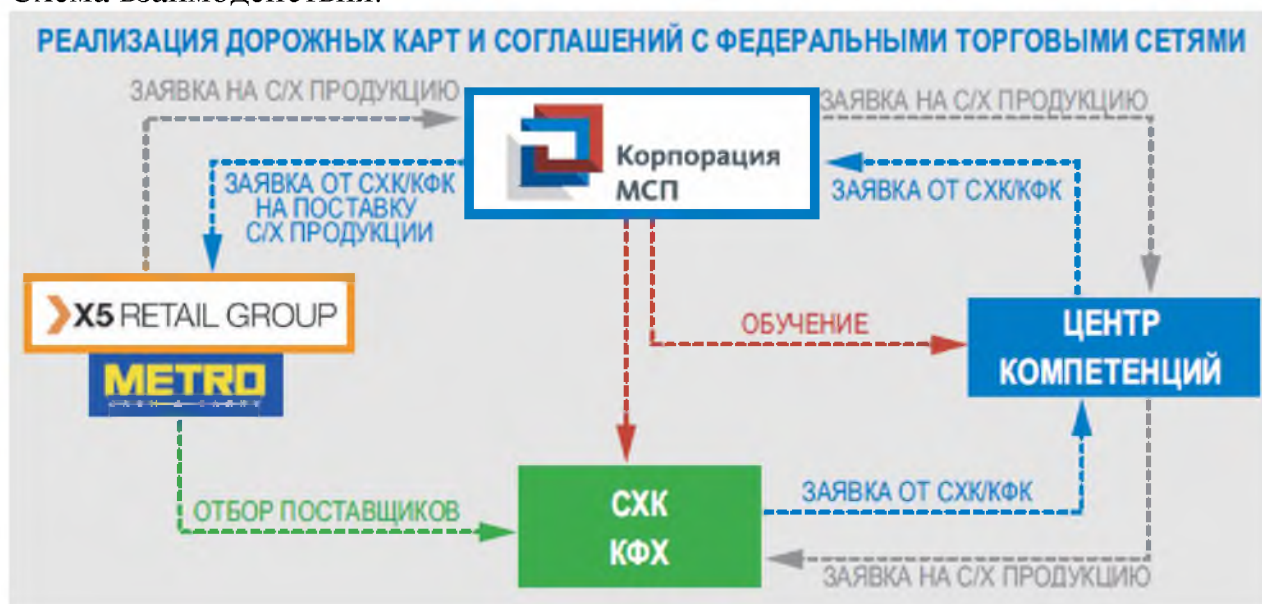 Схема взаимодействия:
РЕАЛИЗАЦИЯ ДОРОЖНЫХ КАРТ И СОГЛАШЕНИЙ С ФЕДЕРАЛЬНЫМИ ТОРГОВЫМИ СЕТЯМИ
ЗАЯВКА НА С/Х ПРОДУКЦИЮ
ЗАЯВКА НА С/Х ПРОДУКЦИЮ
Корпорация
МСП
ЗАЯВКА ОТ СХК/КФК
НА ПОСТАВКУ
С/Х ПРОДУКЦИИ
ЗАЯВКА ОТ СХК/КФК
X5 RETAIL GROUP
METRO
ОБУЧЕНИЕ
ЦЕНТР
КОМПЕТЕНЦИЙ
ОТБОР ПОСТАВЩИКОВ
СХК
КФХ
ЗАЯВКА ОТ СХК/КФК
ЗАЯВКА НА С/Х ПРОДУКЦИЮ